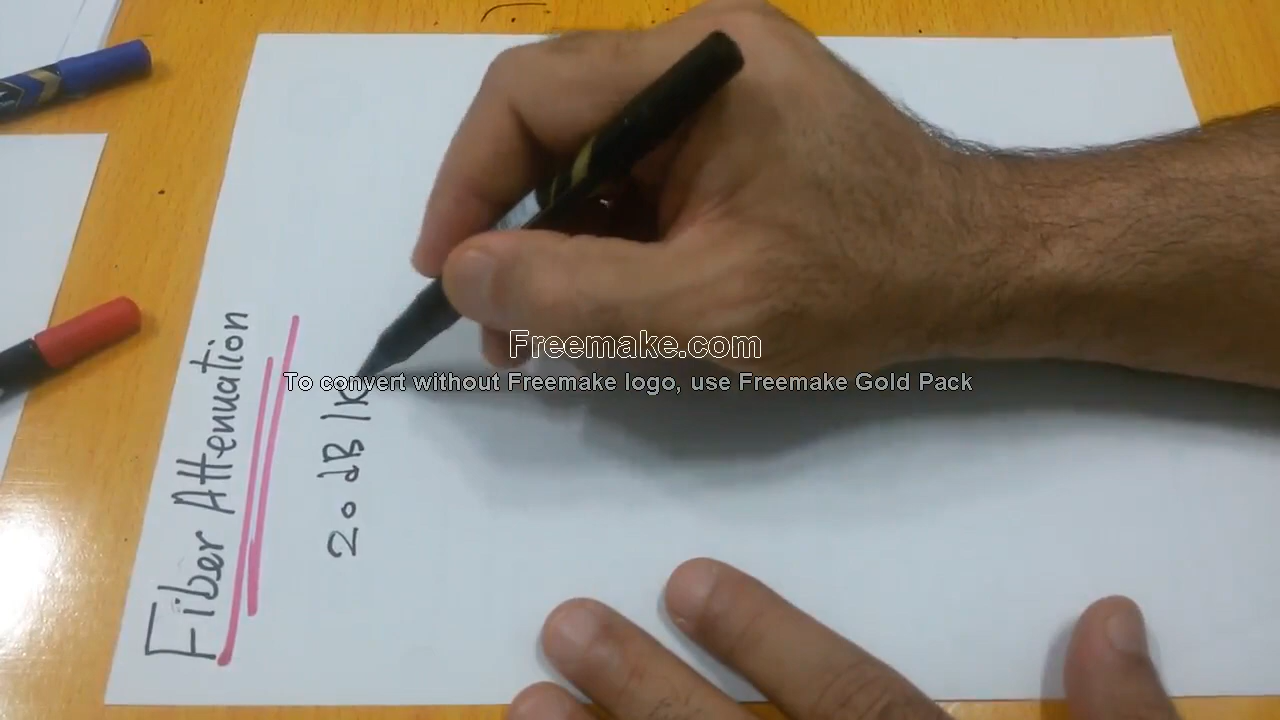 Fiber Attenuation
20 dB/K
Freemake.com
To convert without Freemake logo, use Freemake Gold Pack